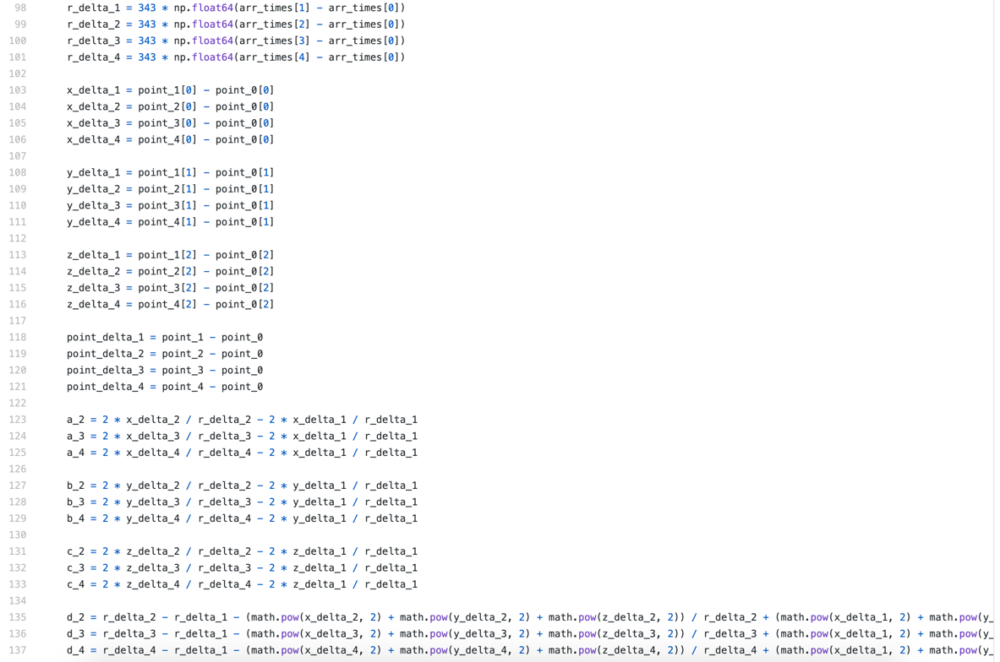 98 r_delta_1 = 343 * np.float64(arr_times[1] - arr_times[0])
99 r_delta_2 = 343 * np.float64(arr_times[2] - arr_times[0])
100 r_delta_3 = 343 * np.float64(arr_times[3] - arr_times[0])
101 r_delta_4 = 343 * np.float64(arr_times[4] - arr_times[0])
102
103 x_delta_1 = point_1[0] - point_0[0]
104 x_delta_2 = point_2[0] - point_0[0]
105 x_delta_3 = point_3[0] - point_0[0]
106 x_delta_4 = point_4[0] - point_0[0]
107
108 y_delta_1 = point_1[1] - point_0[1]
109 y_delta_2 = point_2[1] - point_0[1]
110 y_delta_3 = point_3[1] - point_0[1]
111 y_delta_4 = point_4[1] - point_0[1]
112
113 z_delta_1 = point_1[2] - point_0[2]
114 z_delta_2 = point_2[2] - point_0[2]
115 z_delta_3 = point_3[2] - point_0[2]
116 z_delta_4 = point_4[2] - point_0[2]
117
118 point_delta_1 = point_1 - point_0
119 point_delta_2 = point_2 - point_0
120 point_delta_3 = point_3 - point_0
121 point_delta_4 = point_4 - point_0
122
123 a_2 = 2 * x_delta_2 / r_delta_2 - 2 * x_delta_1 / r_delta_1
124 a_3 = 2 * x_delta_3 / r_delta_3 - 2 * x_delta_1 / r_delta_1
125 a_4 = 2 * x_delta_4 / r_delta_4 - 2 * x_delta_1 / r_delta_1
126
127 b_2 = 2 * y_delta_2 / r_delta_2 - 2 * y_delta_1 / r_delta_1
128 b_3 = 2 * y_delta_3 / r_delta_3 - 2 * y_delta_1 / r_delta_1
129 b_4 = 2 * y_delta_4 / r_delta_4 - 2 * y_delta_1 / r_delta_1
130
131 c_2 = 2 * z_delta_2 / r_delta_2 - 2 * z_delta_1 / r_delta_1
132 c_3 = 2 * z_delta_3 / r_delta_3 - 2 * z_delta_1 / r_delta_1
133 c_4 = 2 * z_delta_4 / r_delta_4 - 2 * z_delta_1 / r_delta_1
134
135 d_2 = r_delta_2 - r_delta_1 - (math.pow(x_delta_2, 2) + math.pow(y_delta_2, 2) + math.pow(z_delta_2, 2)) / r_delta_2 + (math.pow(x_delta_1, 2) + math.pow(y_
136 d_3 = r_delta_3 - r_delta_1 - (math.pow(x_delta_3, 2) + math.pow(y_delta_3, 2) + math.pow(z_delta_3, 2)) / r_delta_3 + (math.pow(x_delta_1, 2) + math.pow(y_
137 d_4 = r_delta_4 - r_delta_1 - (math.pow(x_delta_4, 2) + math.pow(y_delta_4, 2) + math.pow(z_delta_4, 2)) / r_delta_4 + (math.pow(x_delta_1, 2) + math.pow(y_